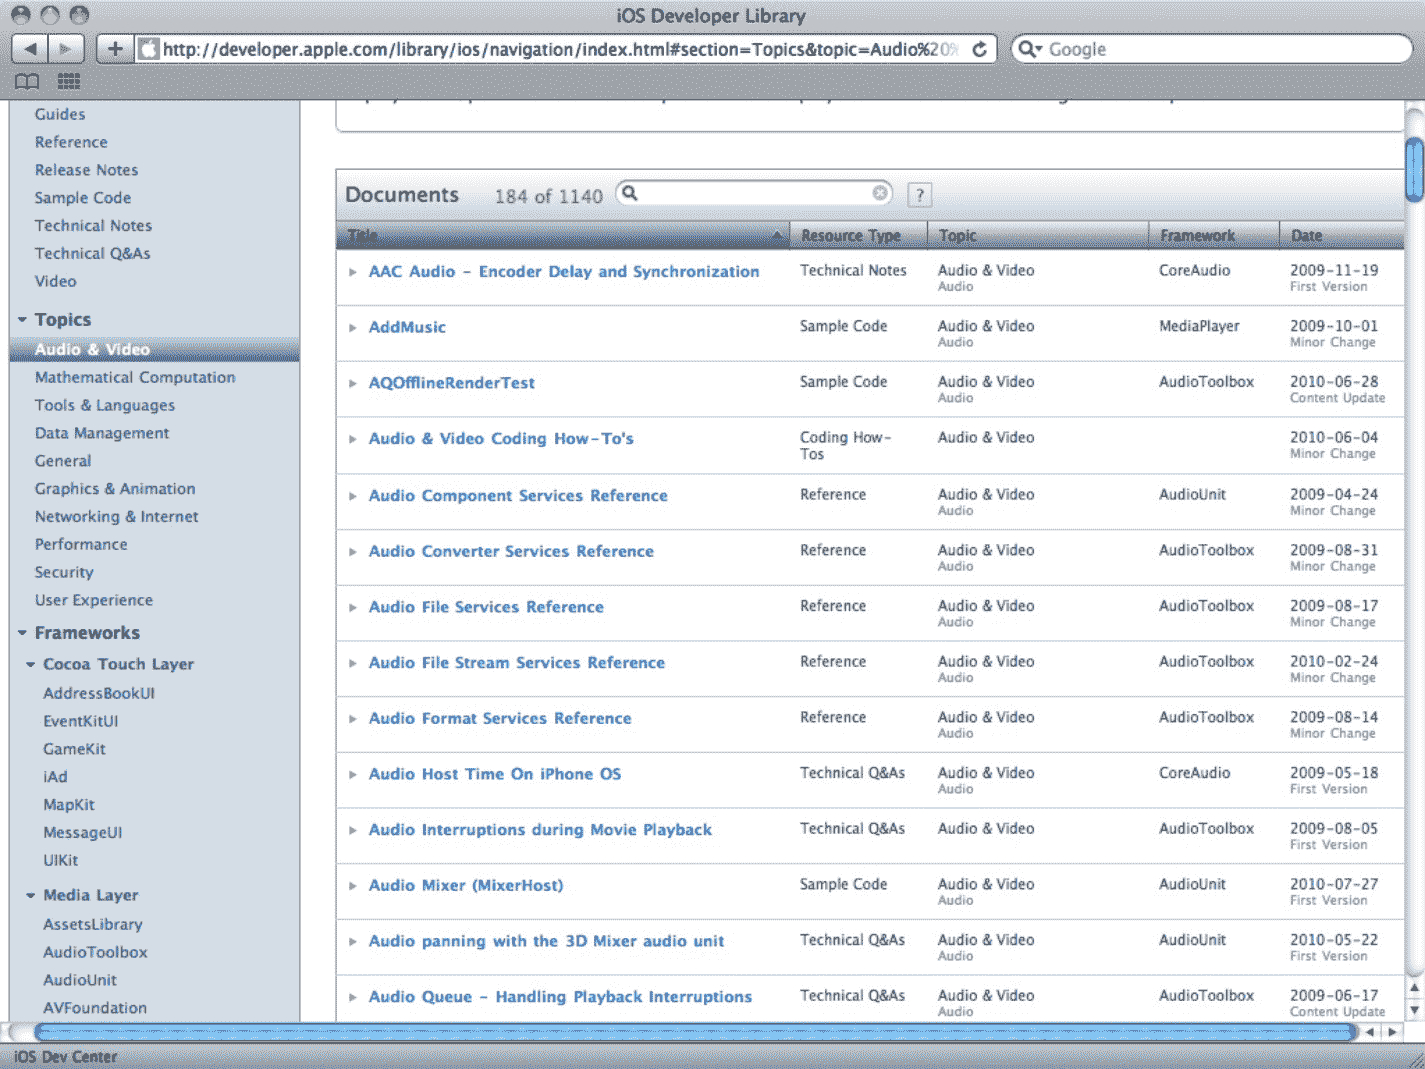 iOS Developer Library
http://developer.apple.com/library/ios/navigation/index.html#section=Topics&topic=Audio%20%
Google
Guides
Reference
Release Notes
Sample Code
Technical Notes
Technical Q&As
Video
Topics
Audio & Video
Mathematical Computation
Tools & Languages
Data Management
General
Graphics & Animation
Networking & Internet
Performance
Security
User Experience
Frameworks
Cocoa Touch Layer
AddressBookUI
EventKitUI
GameKit
iAd
MapKit
MessageUI
UIKit
Media Layer
AssetsLibrary
AudioToolbox
AudioUnit
AVFoundation
Documents 184 of 1140 ?
Title Resource Type Topic Framework Date
AAC Audio – Encoder Delay and Synchronization Technical Notes Audio & Video CoreAudio 2009-11-19
Audio First Version
AddMusic Sample Code Audio & Video MediaPlayer 2009-10-01
Audio Minor Change
AQOfflineRenderTest Sample Code Audio & Video AudioToolbox 2010-06-28
Audio Content Update
Audio & Video Coding How-To's Coding How- Audio & Video 2010-06-04
Tos Minor Change
Audio Component Services Reference Reference Audio & Video AudioUnit 2009-04-24
Audio Minor Change
Audio Converter Services Reference Reference Audio & Video AudioToolbox 2009-08-31
Audio Minor Change
Audio File Services Reference Reference Audio & Video AudioToolbox 2009-08-17
Audio Minor Change
Audio File Stream Services Reference Reference Audio & Video AudioToolbox 2010-02-24
Audio Minor Change
Audio Format Services Reference Reference Audio & Video AudioToolbox 2009-08-14
Audio Minor Change
Audio Host Time On iPhone OS Technical Q&As Audio & Video CoreAudio 2009-05-18
Audio First Version
Audio Interruptions during Movie Playback Technical Q&As Audio & Video AudioToolbox 2009-08-05
First Version
Audio Mixer (MixerHost) Sample Code Audio & Video AudioUnit 2010-07-27
Audio First Version
Audio panning with the 3D Mixer audio unit Technical Q&As Audio & Video AudioUnit 2010-05-22
Audio First Version
Audio Queue – Handling Playback Interruptions Technical Q&As Audio & Video AudioToolbox 2009-06-17
Audio Content Update
iOS Dev Center